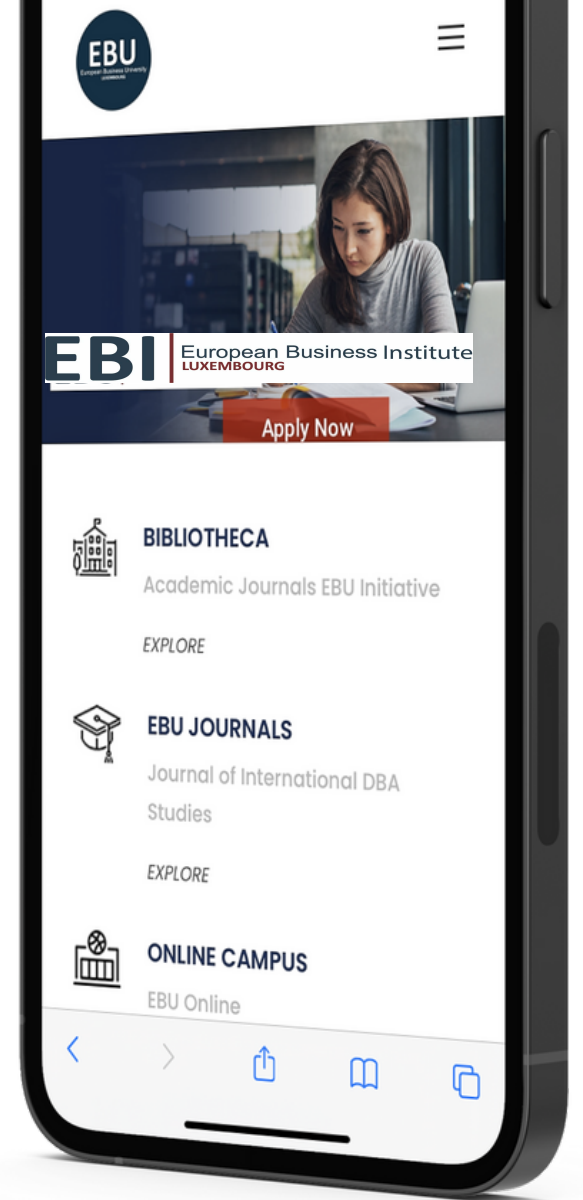 EBU
European Business University
LUXEMBOURG
EBI
European Business Institute
LUXEMBOURG
Apply Now
BIBLIOTHECA
Academic Journals EBU Initiative
EXPLORE
EBU JOURNALS
Journal of International DBA
Studies
EXPLORE
ONLINE CAMPUS
EBU Online